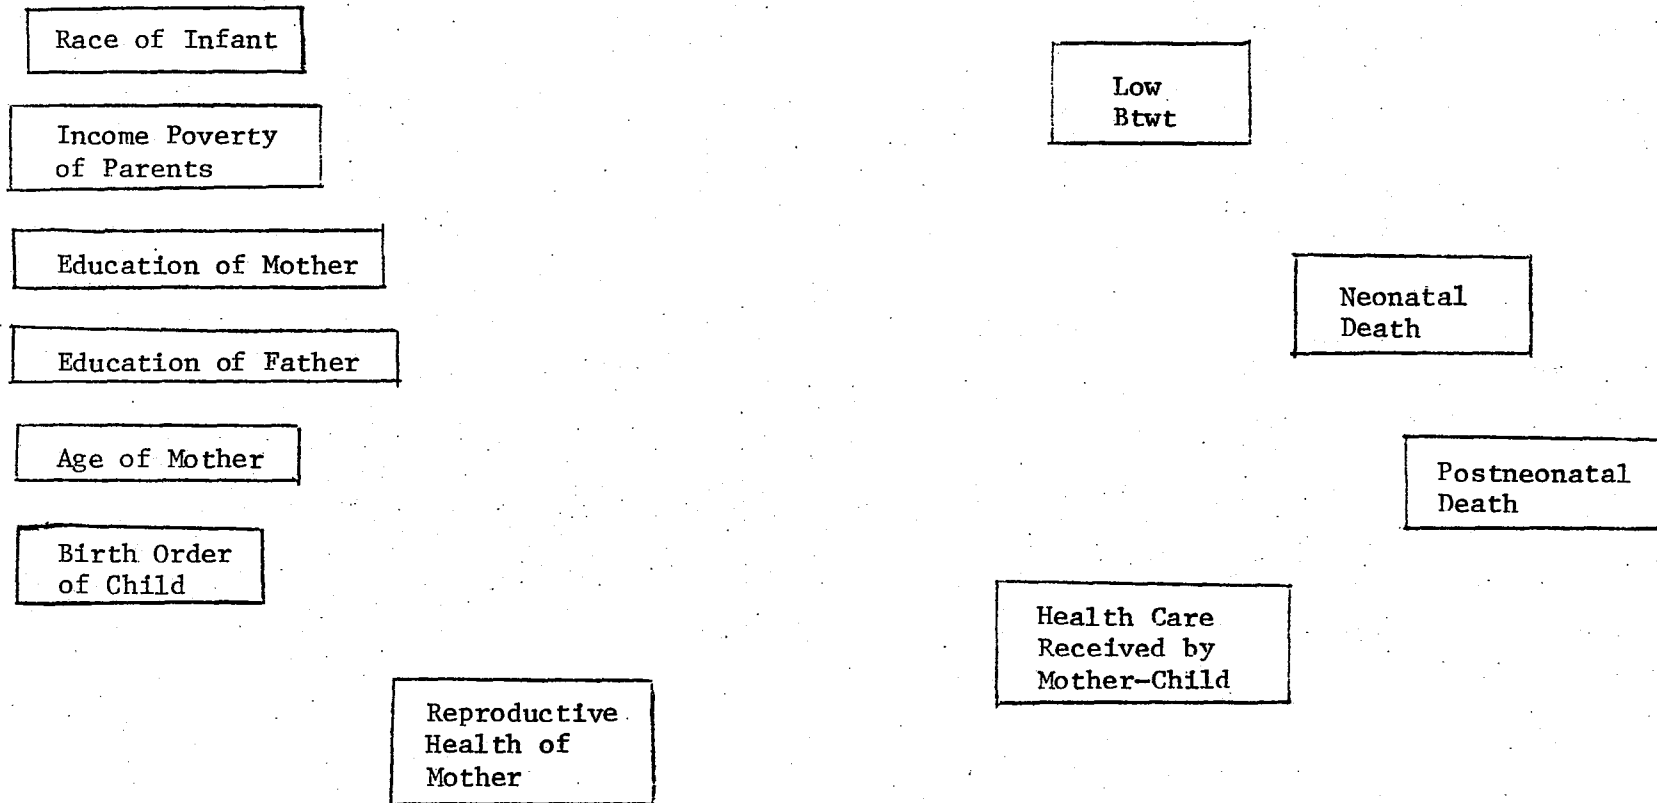 Race of Infant
Income Poverty
of Parents
Education of Mother
Education of Father
Age of Mother
Birth Order
of Child
Reproductive
Health of
Mother
Low
Btwt
Neonatal
Death
Postneonatal
Death
Health Care
Received by
Mother-Child